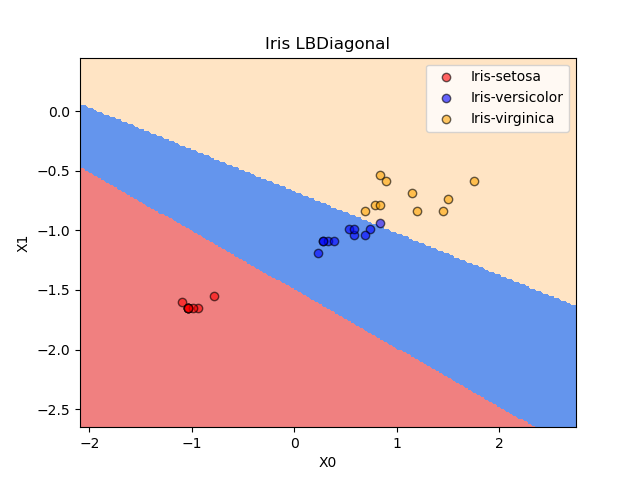 Iris LBDiagonal
Iris-setosa
Iris-versicolor
Iris-virginica
X1
0.0
−0.5
−1.0
−1.5
−2.0
−2.5
−2 −1 0 1 2
X0